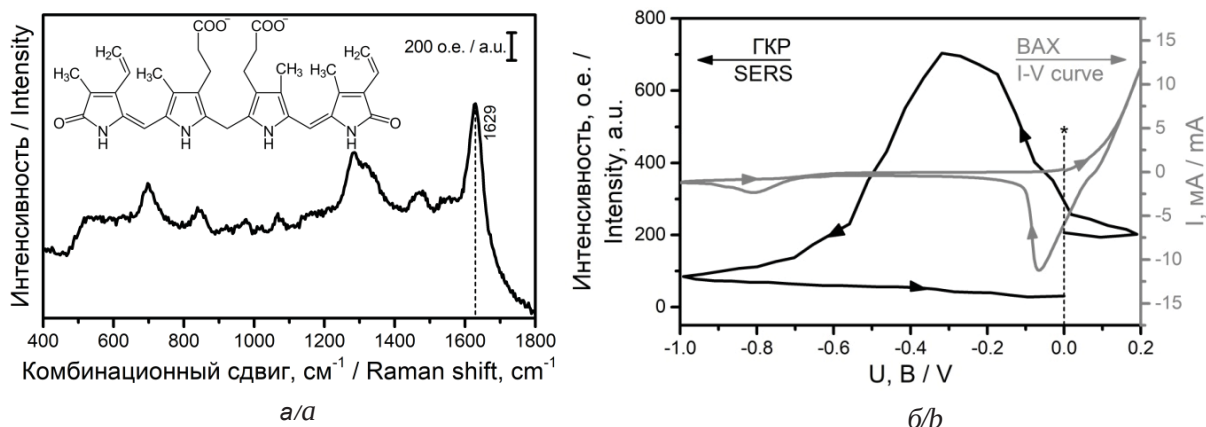 Интенсивность / Intensity
COO⁻ COO⁻
200 o.e. / a.u.
CH₂ H₂C
H₃C H₃C CH₃ CH₃
O N H N H N H N H O
1629
400 600 800 1000 1200 1400 1600 1800
Комбинационный сдвиг, см⁻¹ / Raman shift, cm⁻¹
a/a
Интенсивность, o.e. /
Intensity, a.u.
800
700
600
400
200
0
ГКР
SERS
ВАХ
I-V curve
*
15
10
5
0
-5
-10
-15
I, мА / mA
-1.0 -0.8 -0.6 -0.4 -0.2 0.0 0.2
U, В / V
б/b